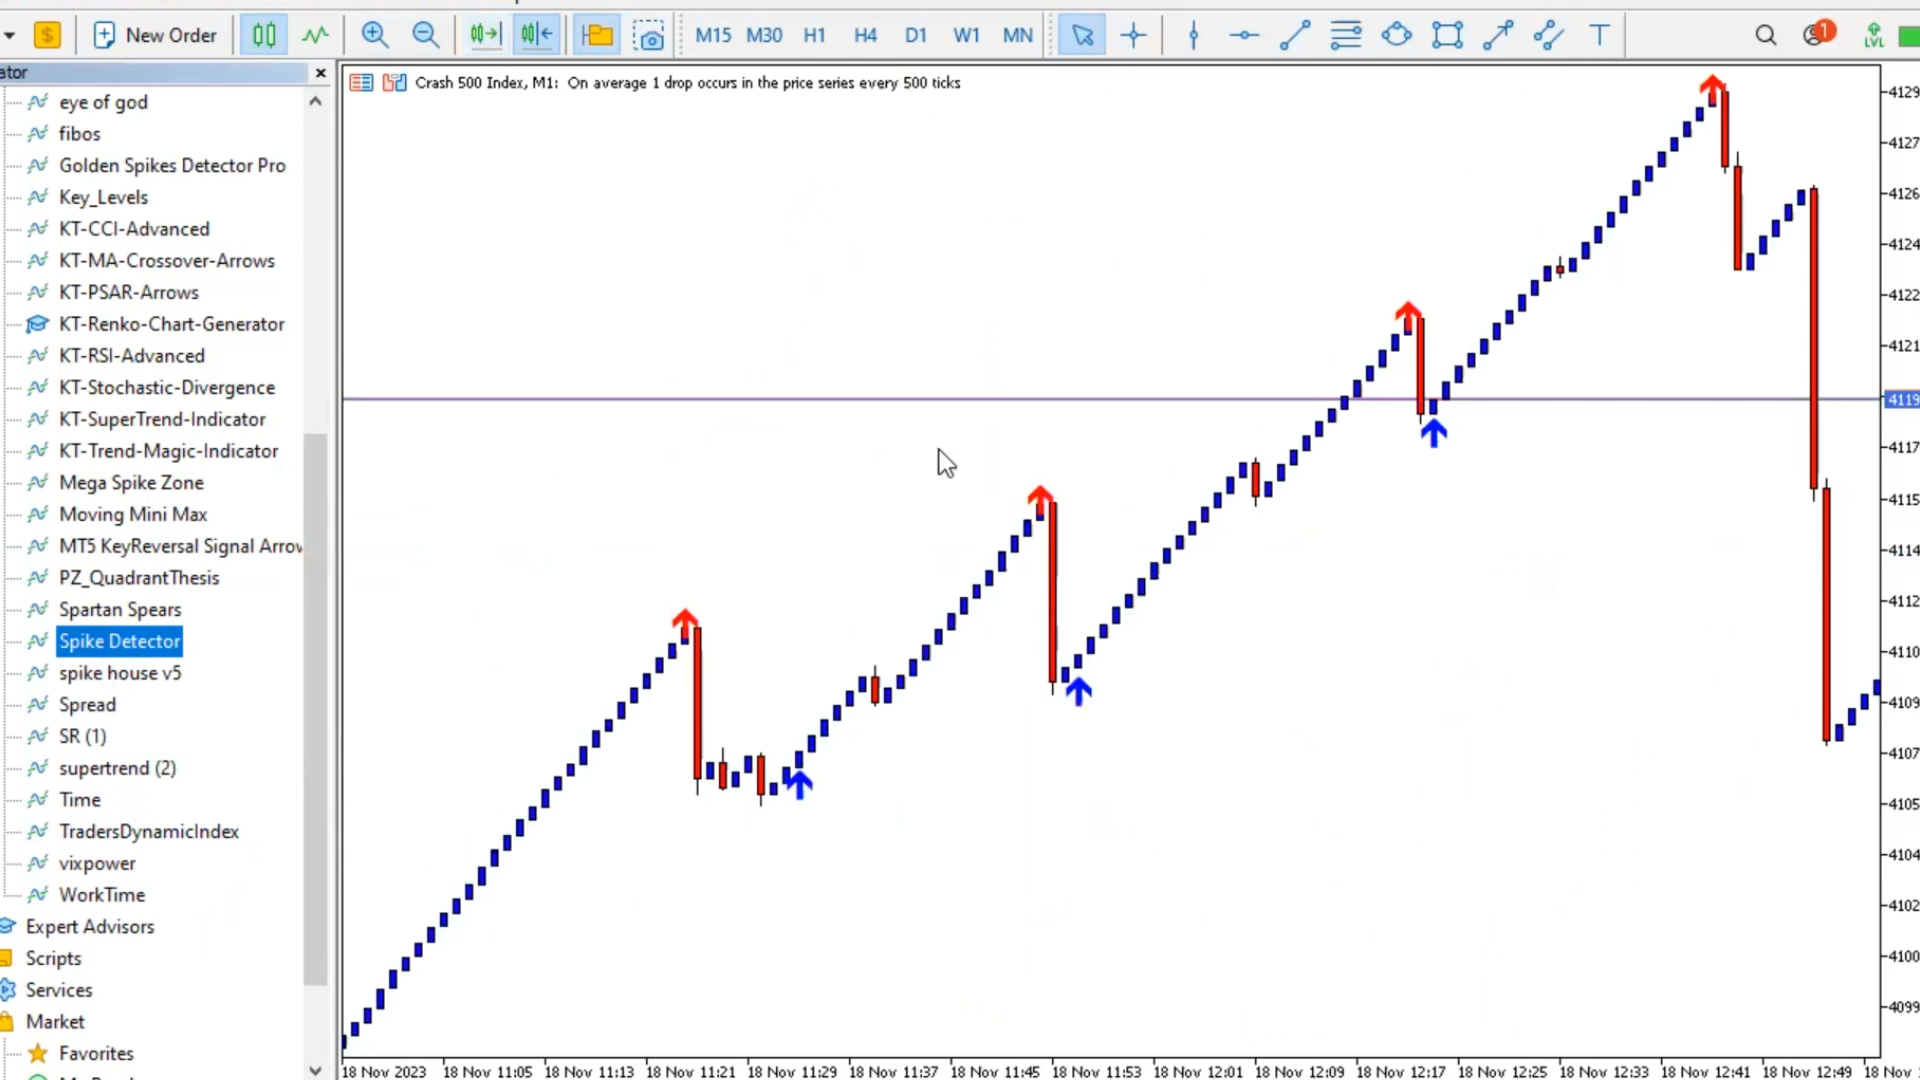 New Order
M15 M30 H1 H4 D1 W1 MN
T
1
LVL
ator
eye of god
fibos
Golden Spikes Detector Pro
Key_Levels
KT-CCI-Advanced
KT-MA-Crossover-Arrows
KT-PSAR-Arrows
KT-Renko-Chart-Generator
KT-RSI-Advanced
KT-Stochastic-Divergence
KT-SuperTrend-Indicator
KT-Trend-Magic-Indicator
Mega Spike Zone
Moving Mini Max
MT5 KeyReversal Signal Arrov
PZ_QuadrantThesis
Spartan Spears
Spike Detector
spike house v5
Spread
SR (1)
supertrend (2)
Time
TradersDynamicIndex
vixpower
WorkTime
Expert Advisors
Scripts
Services
Market
Favorites
Crash 500 Index, M1: On average 1 drop occurs in the price series every 500 ticks
4129
4127
4126
4124
4122
4121
4119
4117
4115
4114
4112
4110
4109
4107
4105
4104
4102
4100
4099
18 Nov 2023 18 Nov 11:05 18 Nov 11:13 18 Nov 11:21 18 Nov 11:29 18 Nov 11:37 18 Nov 11:45 18 Nov 11:53 18 Nov 12:01 18 Nov 12:09 18 Nov 12:17 18 Nov 12:25 18 Nov 12:33 18 Nov 12:41 18 Nov 12:49 18 Nov